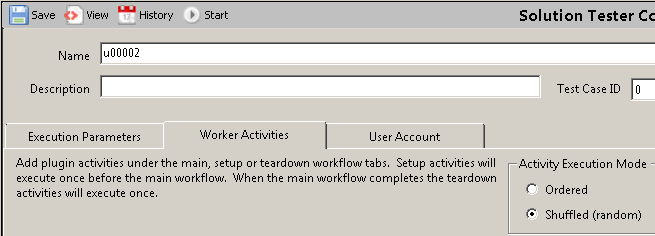 Save View History Start Solution Tester Co
Name u00002
Description Test Case ID 0
Execution Parameters Worker Activities User Account
Add plugin activities under the main, setup or teardown workflow tabs. Setup activities will
execute once before the main workflow. When the main workflow completes the teardown
activities will execute once.
Activity Execution Mode
Ordered
Shuffled (random)